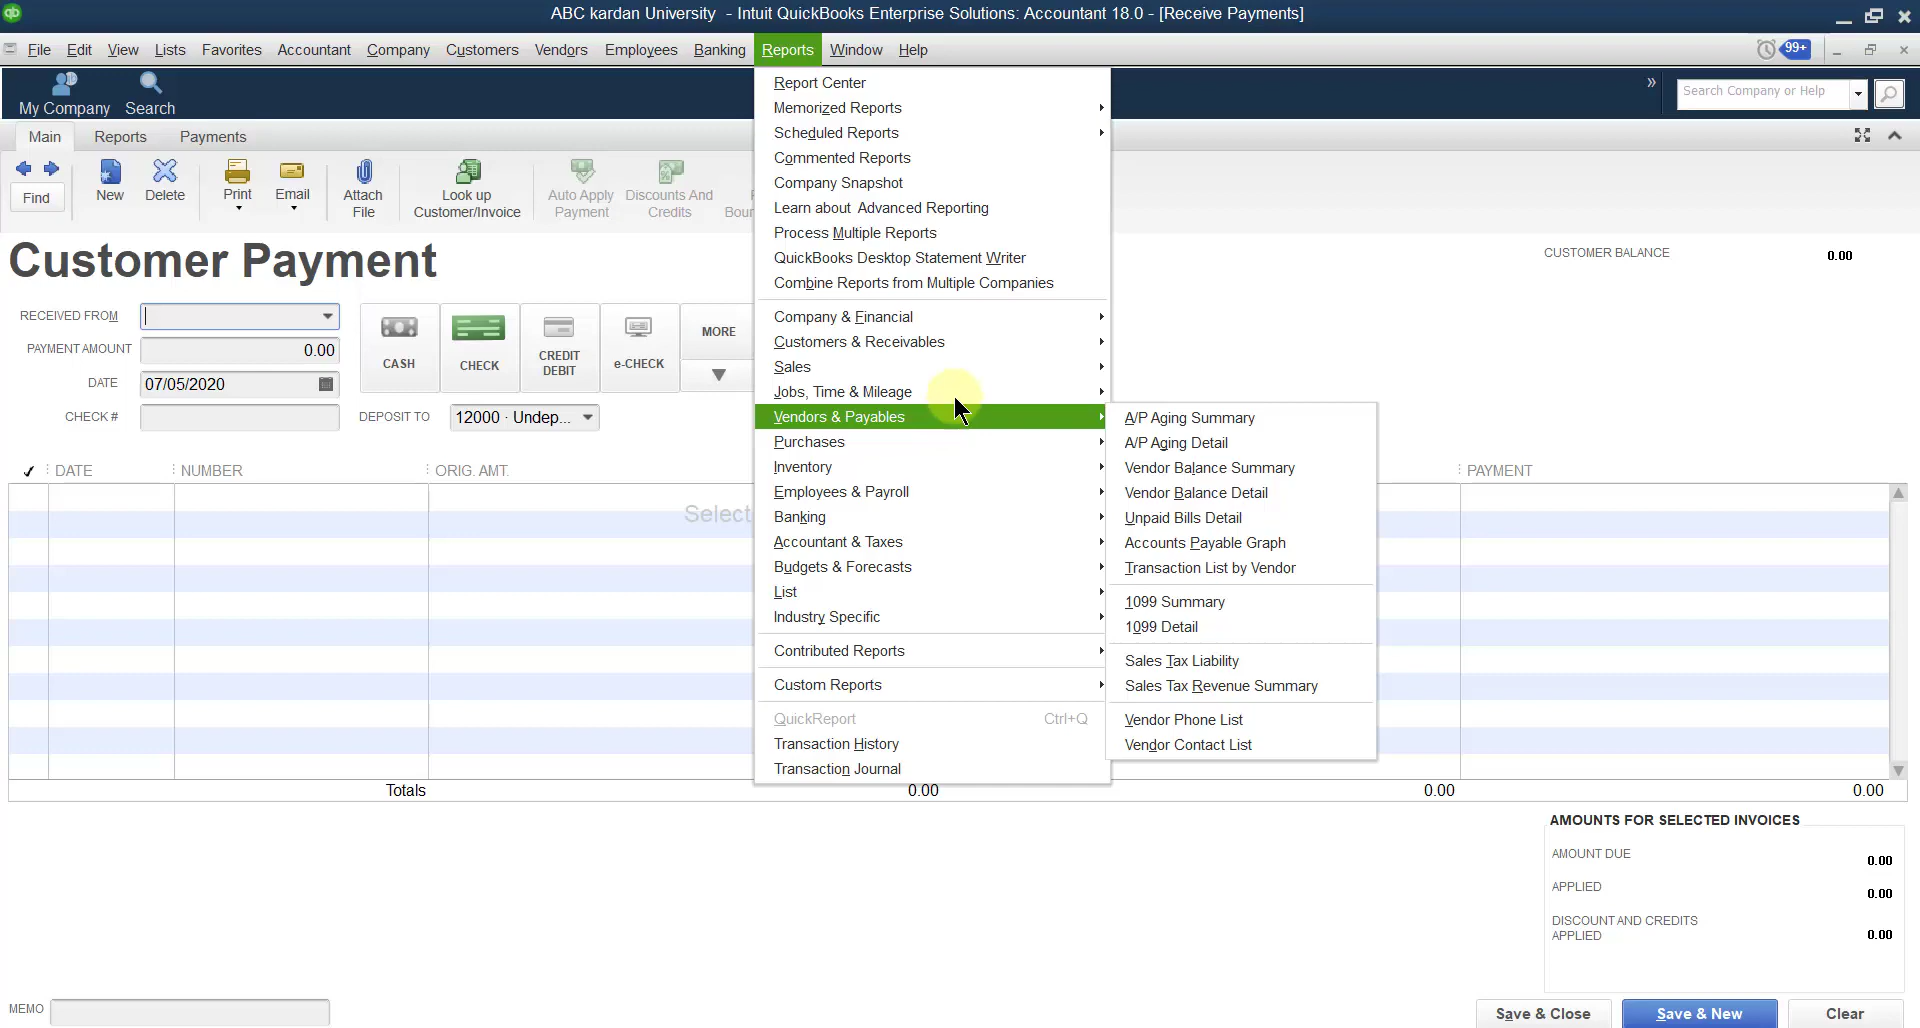 ABC kardan University - Intuit QuickBooks Enterprise Solutions: Accountant 18.0 - [Receive Payments]
File Edit View Lists Favorites Accountant Company Customers Vendors Employees Banking Reports Window Help 99+
My Company Search
Search Company or Help
Main Reports Payments
Find New Delete Print Email Attach File Look up Customer/Invoice Auto Apply Payment Discounts And Credits
Customer Payment
CUSTOMER BALANCE 0.00
RECEIVED FROM
PAYMENT AMOUNT 0.00
DATE 07/05/2020
CHECK #
CASH CHECK CREDIT DEBIT e-CHECK MORE
DEPOSIT TO 12000 · Undep...
DATE NUMBER ORIG. AMT. PAYMENT
Select
Totals 0.00 0.00 0.00
Report Center
Memorized Reports
Scheduled Reports
Commented Reports
Company Snapshot
Learn about Advanced Reporting
Process Multiple Reports
QuickBooks Desktop Statement Writer
Combine Reports from Multiple Companies
Company & Financial
Customers & Receivables
Sales
Jobs, Time & Mileage
Vendors & Payables
Purchases
Inventory
Employees & Payroll
Banking
Accountant & Taxes
Budgets & Forecasts
List
Industry Specific
Contributed Reports
Custom Reports
QuickReport Ctrl+Q
Transaction History
Transaction Journal
A/P Aging Summary
A/P Aging Detail
Vendor Balance Summary
Vendor Balance Detail
Unpaid Bills Detail
Accounts Payable Graph
Transaction List by Vendor
1099 Summary
1099 Detail
Sales Tax Liability
Sales Tax Revenue Summary
Vendor Phone List
Vendor Contact List
AMOUNTS FOR SELECTED INVOICES
AMOUNT DUE 0.00
APPLIED 0.00
DISCOUNT AND CREDITS APPLIED 0.00
MEMO
Save & Close Save & New Clear